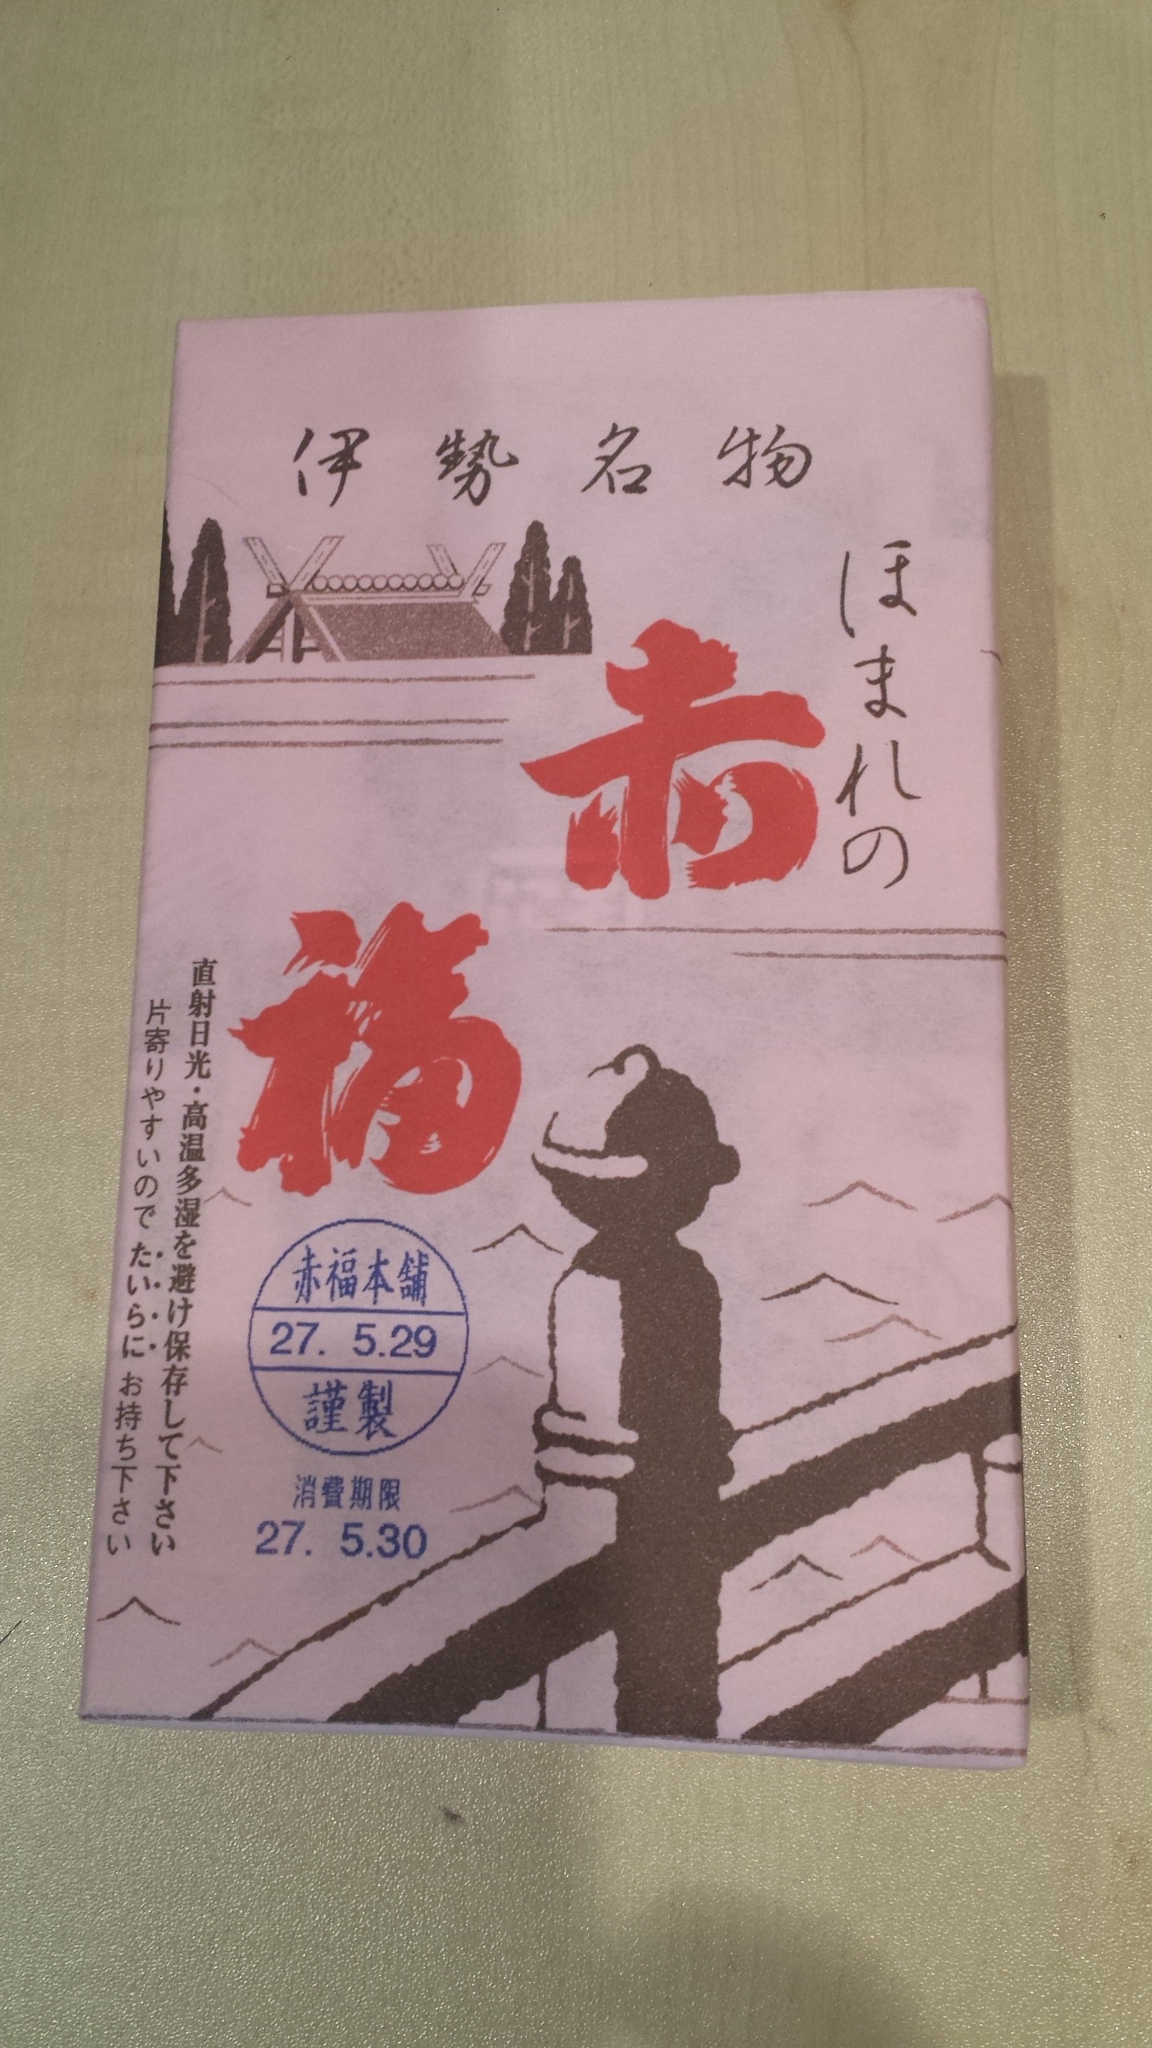 伊勢名物
ほまれの
赤
福
直射日光・高温多湿を避け保存して下さい
片寄りやすいのでたいらにお持ち下さい
赤福本舗
27. 5.29
謹製
消費期限
27. 5.30